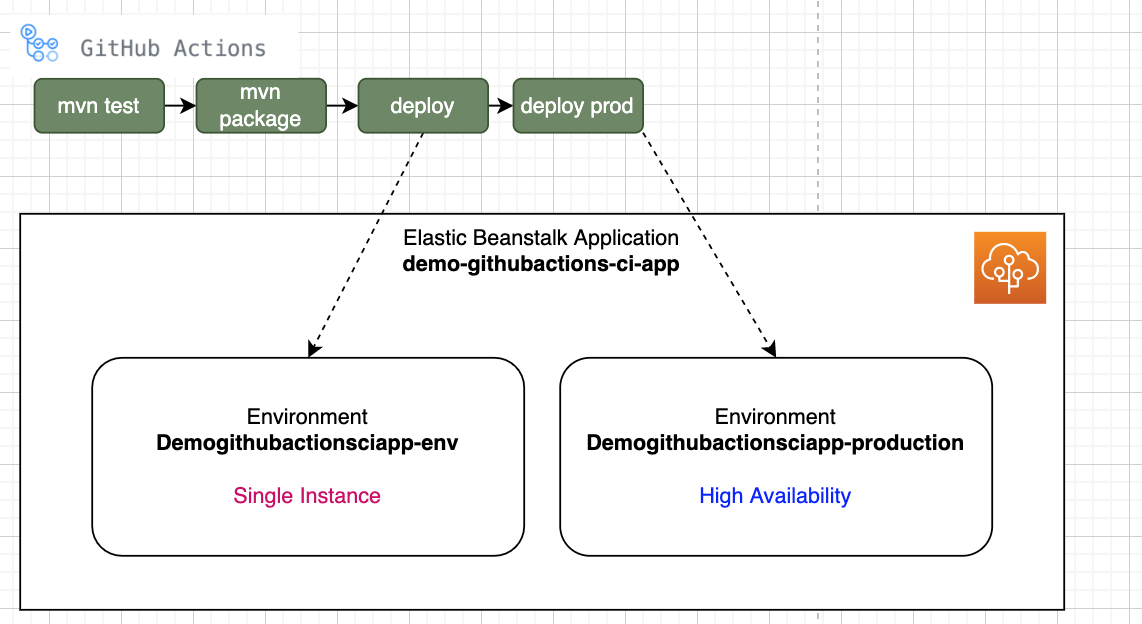 GitHub Actions
mvn test
mvn
package
deploy
deploy prod
Elastic Beanstalk Application
demo-githubactions-ci-app
Environment
Demogithubactionsciapp-env
Single Instance
Environment
Demogithubactionsciapp-production
High Availability